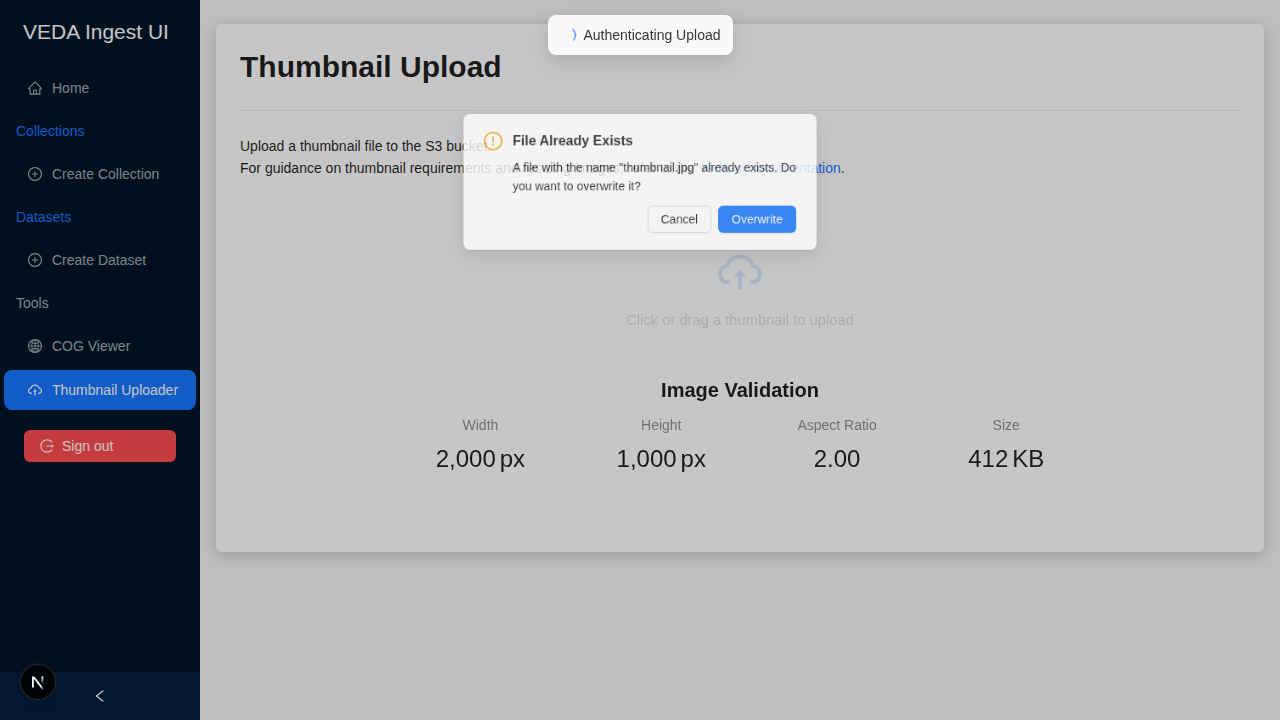 VEDA Ingest UI
Home
Collections
Create Collection
Datasets
Create Dataset
Tools
COG Viewer
Thumbnail Uploader
Sign out
Authenticating Upload
Thumbnail Upload
Upload a thumbnail file to the S3 bucket.
For guidance on thumbnail requirements and
File Already Exists
A file with the name "thumbnail.jpg" already exists. Do
you want to overwrite it?
Cancel
Overwrite
Click or drag a thumbnail to upload
Image Validation
Width
2,000 px
Height
1,000 px
Aspect Ratio
2.00
Size
412 KB